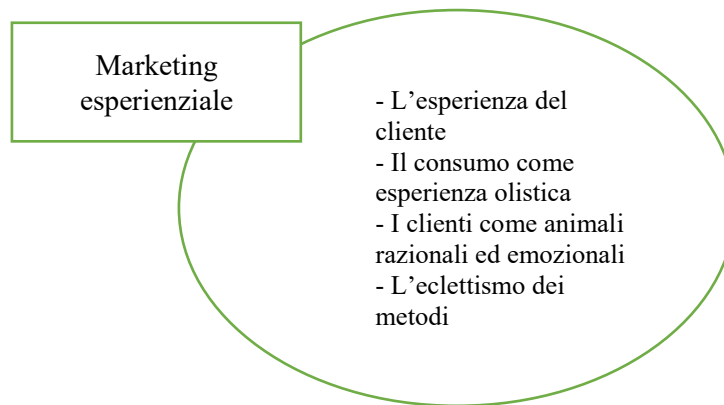 Marketing
esperienziale
- L’esperienza del
cliente
- Il consumo come
esperienza olistica
- I clienti come animali
razionali ed emozionali
- L’eclettismo dei
metodi